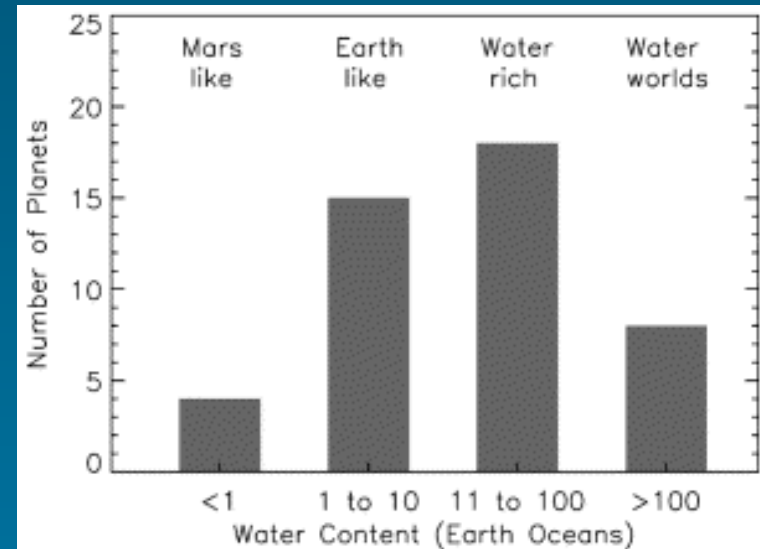 25
Mars
like
Earth
like
Water
rich
Water
worlds
20
15
10
5
0
Number of Planets
<1 1 to 10 11 to 100 >100
Water Content (Earth Oceans)